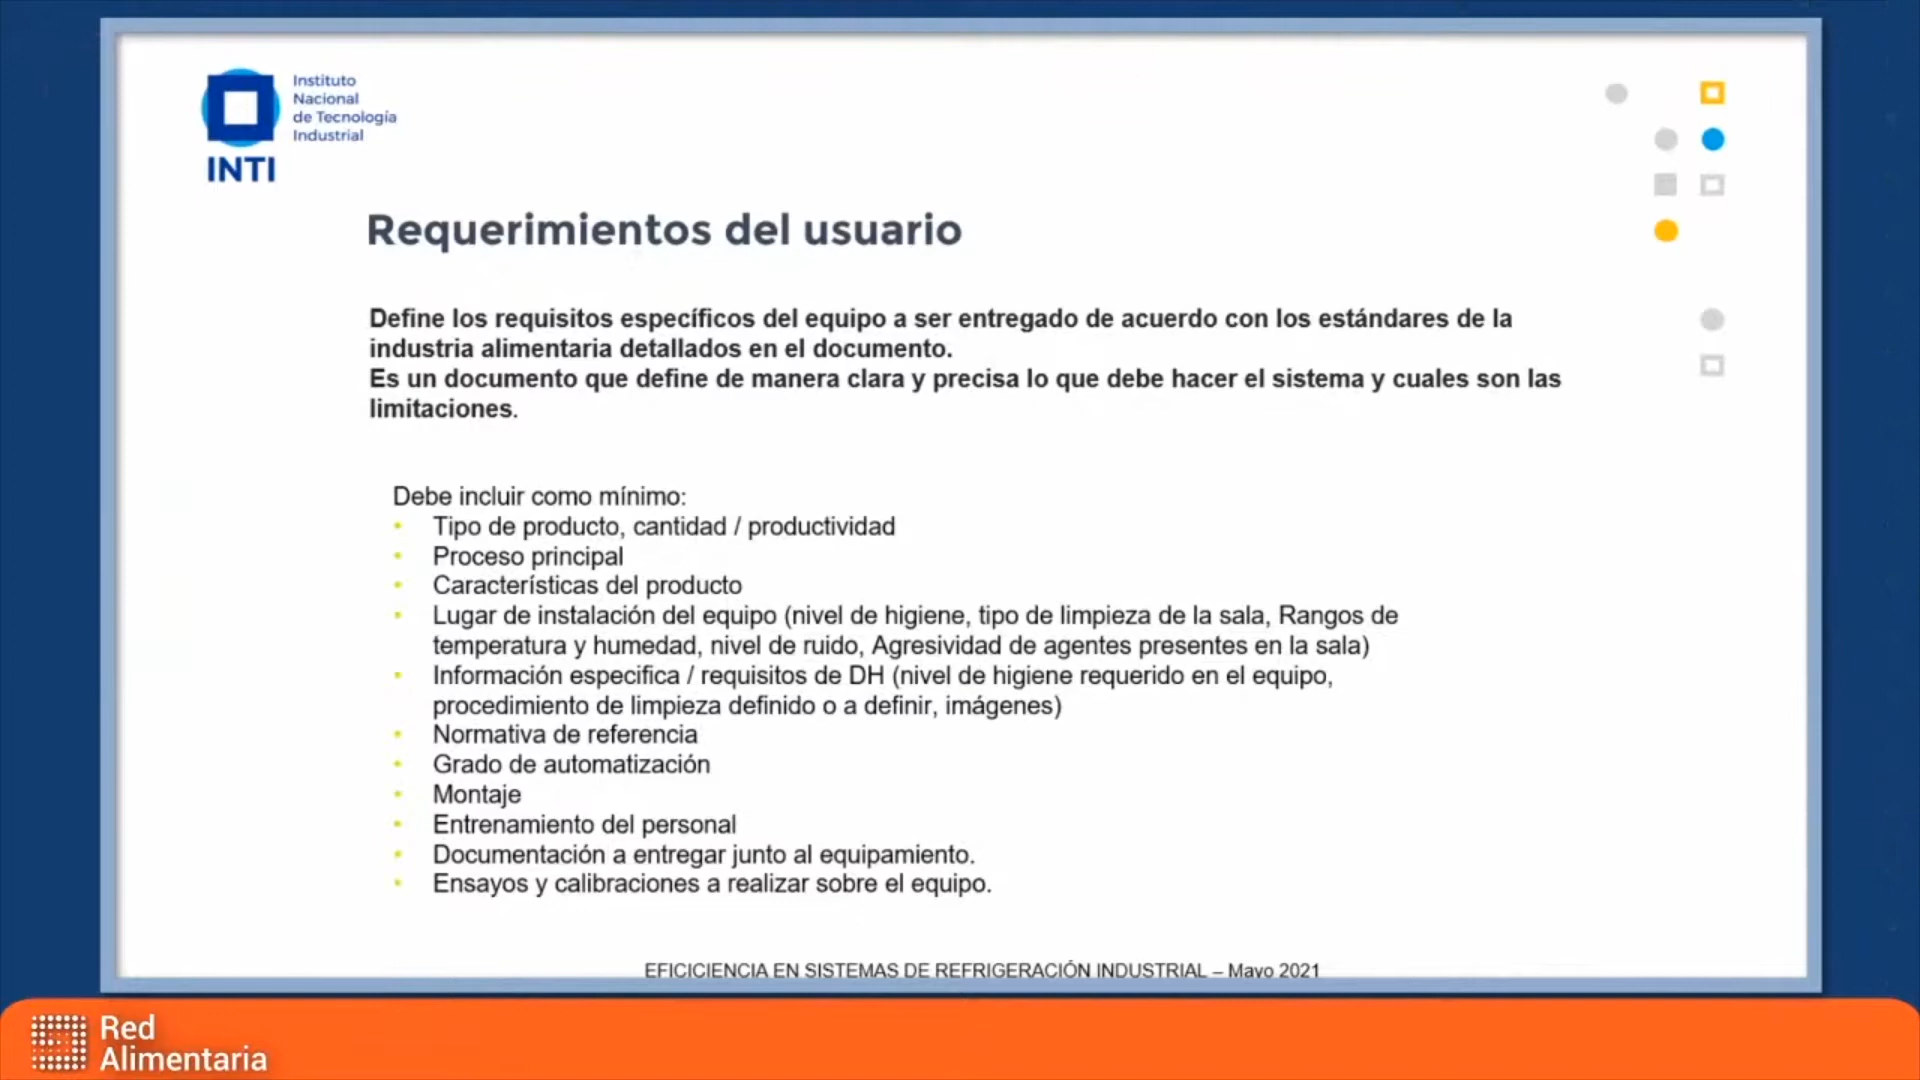 Instituto
Nacional
de Tecnología
Industrial
INTI
Requerimientos del usuario
Define los requisitos específicos del equipo a ser entregado de acuerdo con los estándares de la
industria alimentaria detallados en el documento.
Es un documento que define de manera clara y precisa lo que debe hacer el sistema y cuales son las
limitaciones.
Debe incluir como mínimo:
• Tipo de producto, cantidad / productividad
• Proceso principal
• Características del producto
• Lugar de instalación del equipo (nivel de higiene, tipo de limpieza de la sala, Rangos de
temperatura y humedad, nivel de ruido, Agresividad de agentes presentes en la sala)
• Información especifica / requisitos de DH (nivel de higiene requerido en el equipo,
procedimiento de limpieza definido o a definir, imágenes)
• Normativa de referencia
• Grado de automatización
• Montaje
• Entrenamiento del personal
• Documentación a entregar junto al equipamiento.
• Ensayos y calibraciones a realizar sobre el equipo.
EFICICIENCIA EN SISTEMAS DE REFRIGERACIÓN INDUSTRIAL – Mayo 2021
Red
Alimentaria